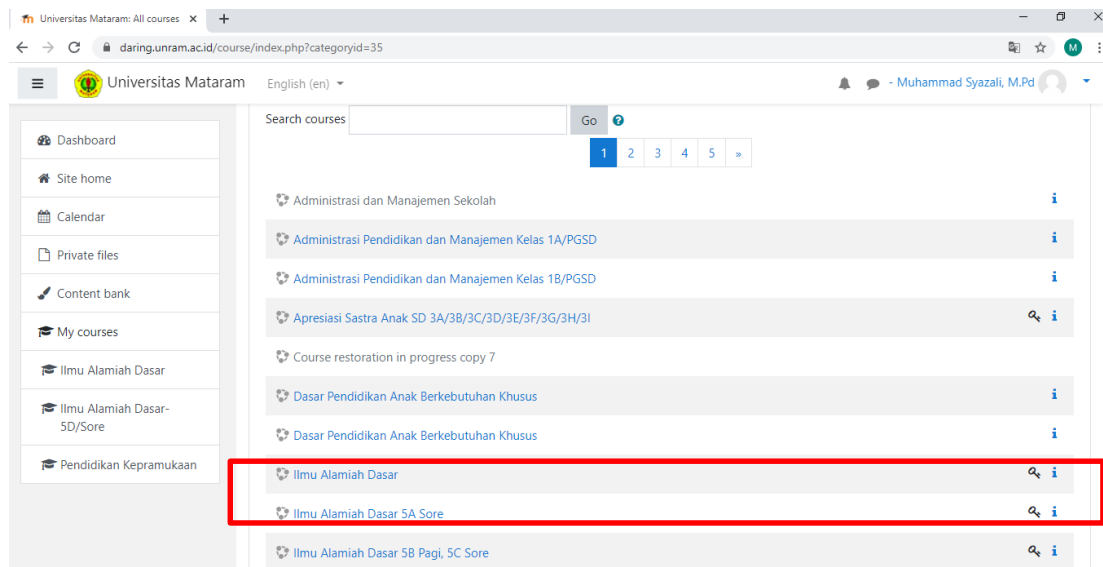 Universitas Mataram: All courses
daring.unram.ac.id/course/index.php?categoryid=35
M
Universitas Mataram English (en)
- Muhammad Syazali, M.Pd
Dashboard
Site home
Calendar
Private files
Content bank
My courses
Ilmu Alamiah Dasar
Ilmu Alamiah Dasar-
5D/Sore
Pendidikan Kepramukaan
Search courses Go
1 2 3 4 5 »
Administrasi dan Manajemen Sekolah
Administrasi Pendidikan dan Manajemen Kelas 1A/PGSD
Administrasi Pendidikan dan Manajemen Kelas 1B/PGSD
Apresiasi Sastra Anak SD 3A/3B/3C/3D/3E/3F/3G/3H/3I
Course restoration in progress copy 7
Dasar Pendidikan Anak Berkebutuhan Khusus
Dasar Pendidikan Anak Berkebutuhan Khusus
Ilmu Alamiah Dasar
Ilmu Alamiah Dasar 5A Sore
Ilmu Alamiah Dasar 5B Pagi, 5C Sore